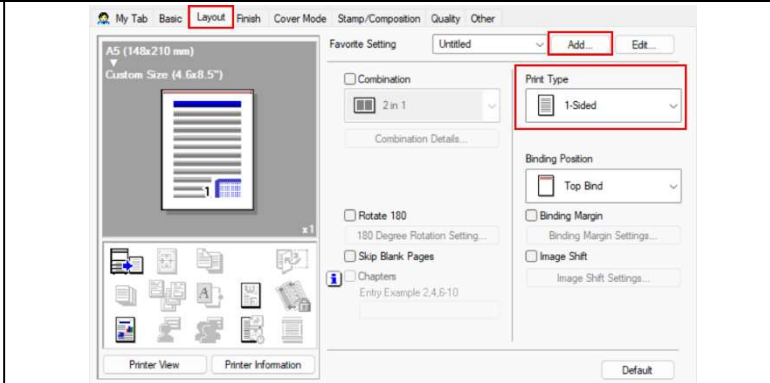 My Tab Basic Layout Finish Cover Mode Stamp/Composition Quality Other
A5 (148x210 mm)
Custom Size (4.6x8.5")
1
x1
Printer View Printer Information
Favorite Setting Untitled Add... Edit...
Combination
2 in 1
Combination Details...
Rotate 180
180 Degree Rotation Setting...
Skip Blank Pages
Chapters
Entry Example 2,4,6-10
Print Type
1-Sided
Binding Position
Top Bind
Binding Margin
Binding Margin Settings...
Image Shift
Image Shift Settings...
Default